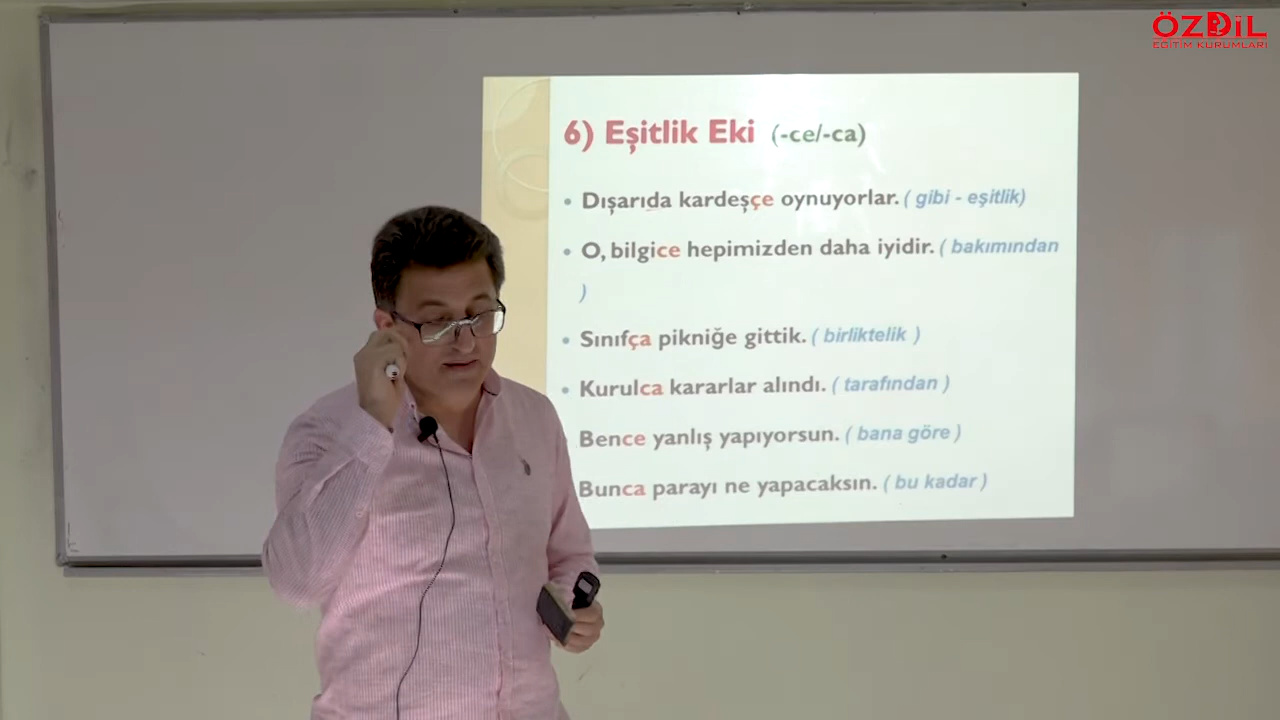 ÖZDİL
EĞİTİM KURUMLARI
6) Eşitlik Eki (-ce/-ca)
• Dışarıda kardeşçe oynuyorlar. ( gibi - eşitlik)
• O, bilgice hepimizden daha iyidir. ( bakımından
)
• Sınıfça pikniğe gittik. ( birliktelik )
• Kurulca kararlar alındı. ( tarafından )
Bence yanlış yapıyorsun. ( bana göre )
Bunca parayı ne yapacaksın. ( bu kadar )